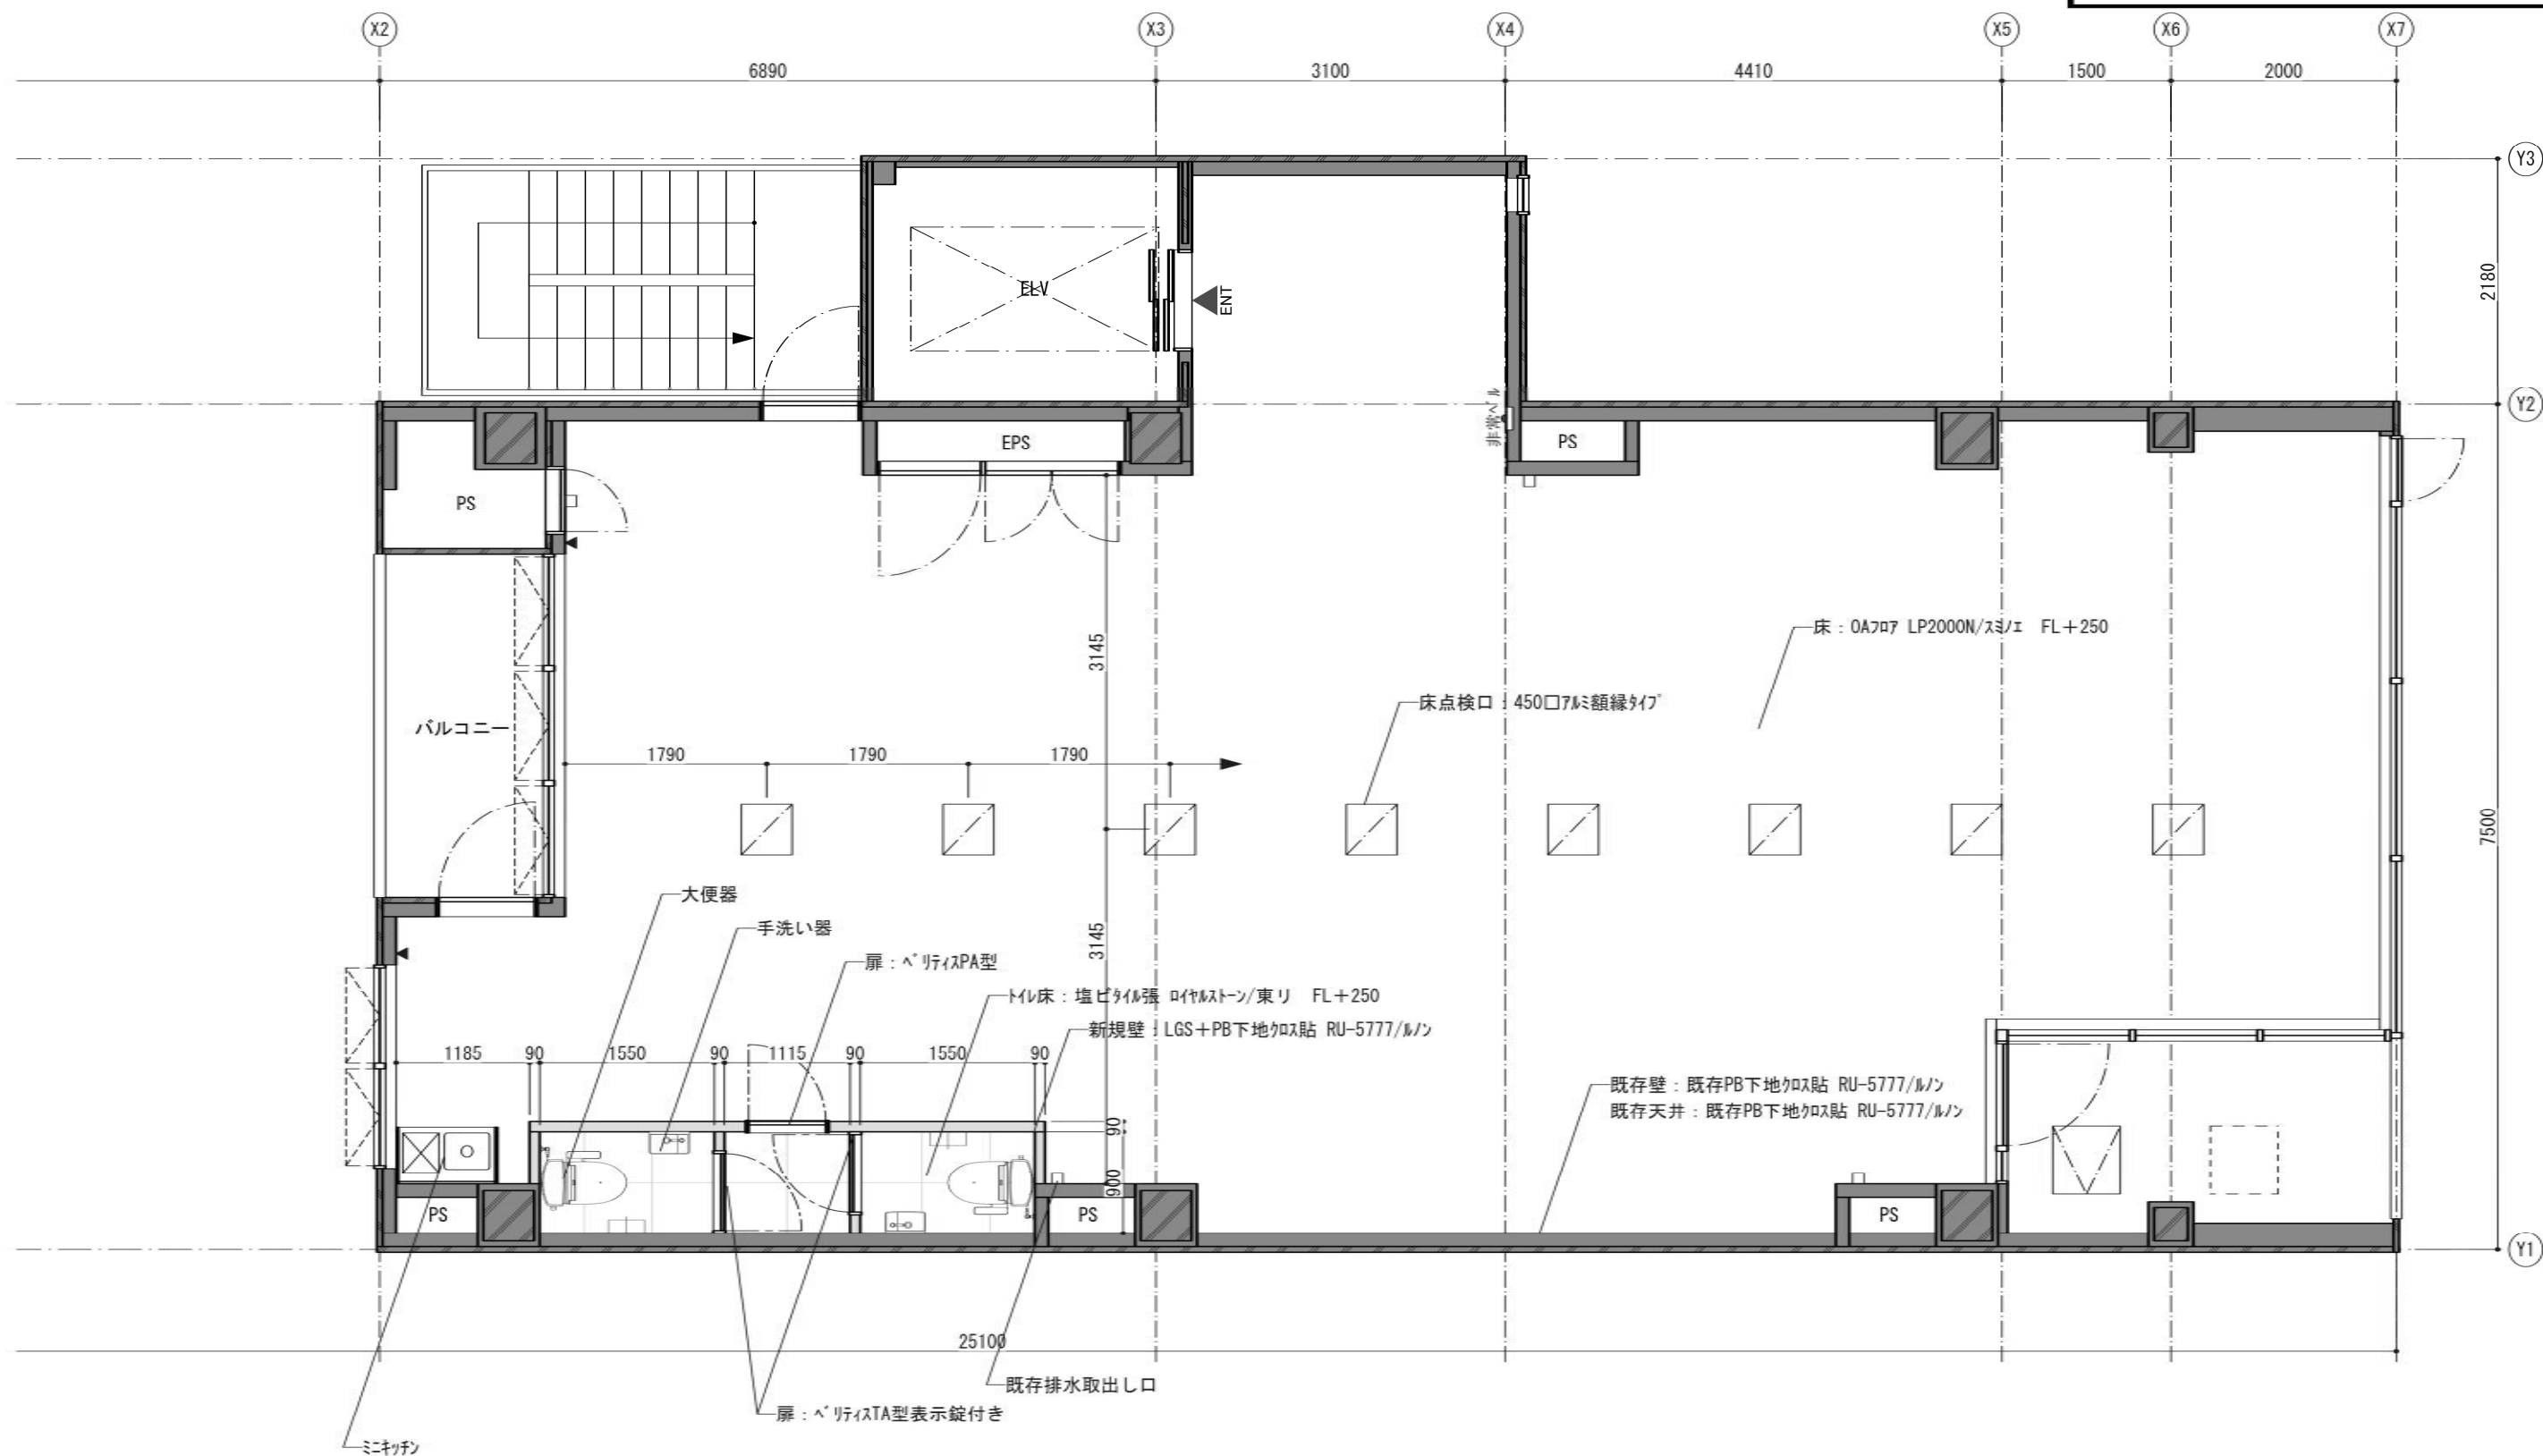 X2
X3
X4
X5
X6
X7
6890
3100
4410
1500
2000
Y3
2180
ELV
ENT
Y2
EPS
非常ベル
PS
PS
3145
床：OAフロア LP2000N/スミノエ FL＋250
床点検口：450□アルミ額縁タイプ
バルコニー
1790
1790
1790
7500
大便器
手洗い器
3145
扉：ベリティスPA型
トイレ床：塩ビタイル張 ロイヤルストーン/東リ FL＋250
新規壁：LGS＋PB下地クロス貼 RU-5777/ルノン
1185
90
1550
90
1115
90
1550
90
既存壁：既存PB下地クロス貼 RU-5777/ルノン
既存天井：既存PB下地クロス貼 RU-5777/ルノン
90
900
PS
PS
PS
Y1
25100
既存排水取出し口
扉：ベリティスTA型表示錠付き
ミニキッチン